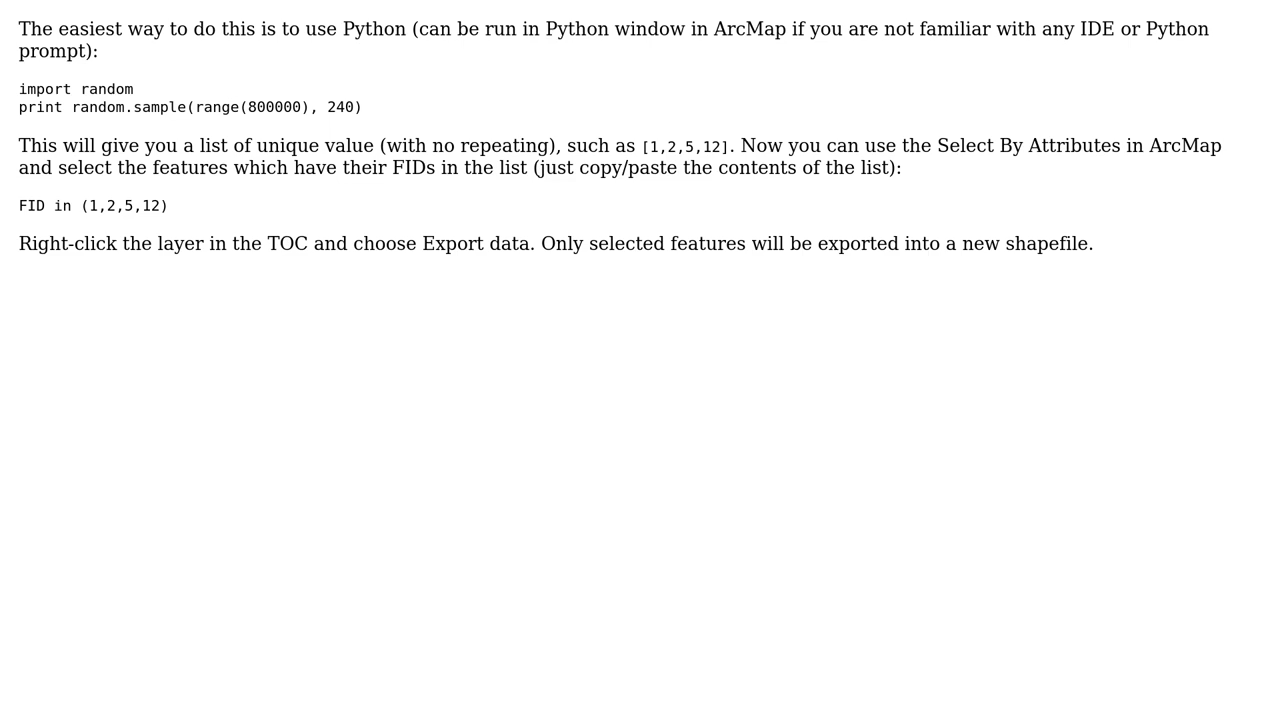 The easiest way to do this is to use Python (can be run in Python window in ArcMap if you are not familiar with any IDE or Python
prompt):
import random
print random.sample(range(800000), 240)
This will give you a list of unique value (with no repeating), such as [1,2,5,12]. Now you can use the Select By Attributes in ArcMap
and select the features which have their FIDs in the list (just copy/paste the contents of the list):
FID in (1,2,5,12)
Right-click the layer in the TOC and choose Export data. Only selected features will be exported into a new shapefile.